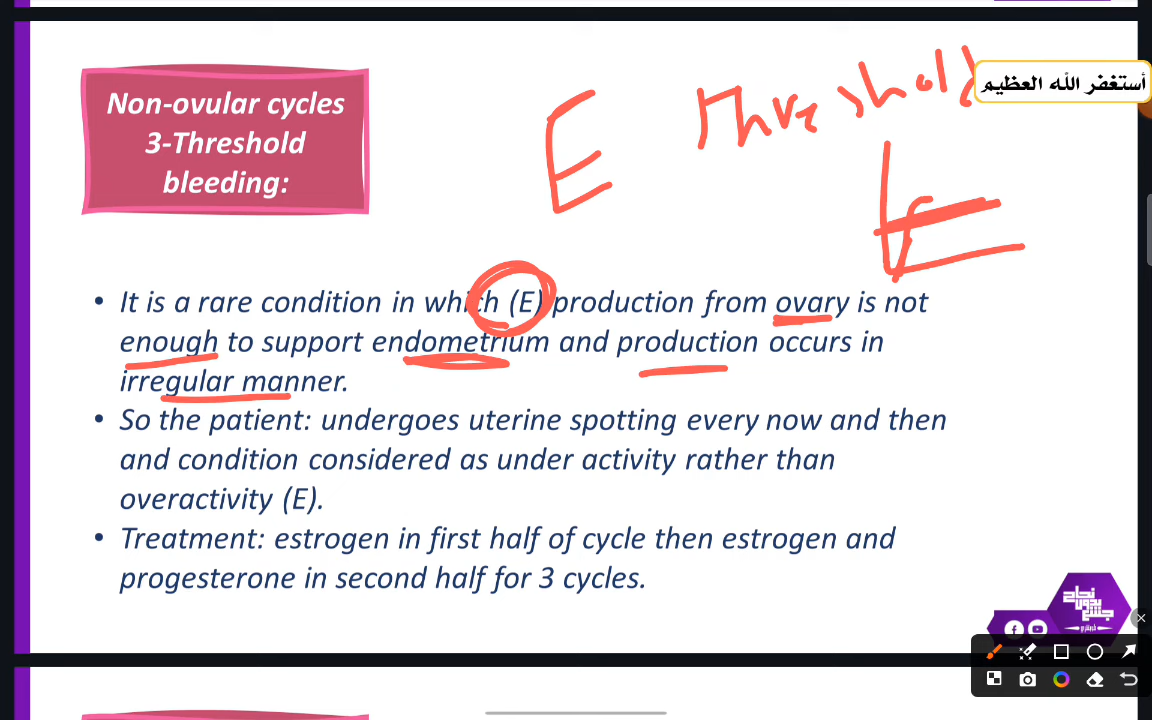 Non-ovular cycles
3-Threshold
bleeding:
E
Threshold
أستغفر الله العظيم
• It is a rare condition in which (E) production from ovary is not
enough to support endometrium and production occurs in
irregular manner.
• So the patient: undergoes uterine spotting every now and then
and condition considered as under activity rather than
overactivity (E).
• Treatment: estrogen in first half of cycle then estrogen and
progesterone in second half for 3 cycles.